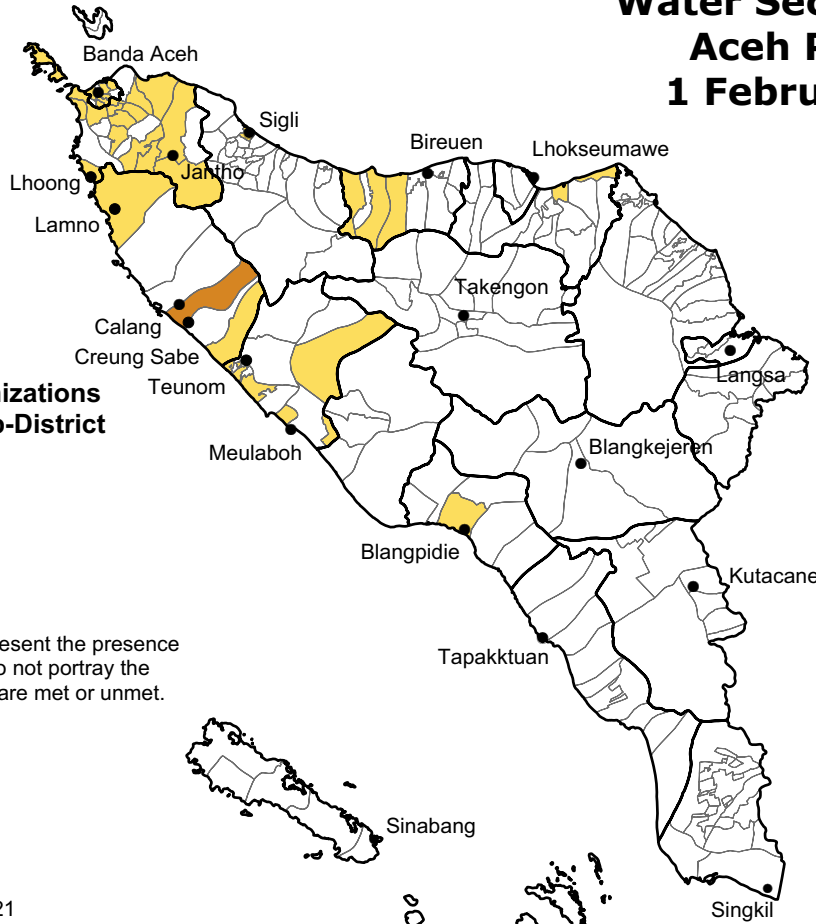 Water Sec
Aceh P
1 Febru
Banda Aceh
Sigli
Bireuen
Lhokseumawe
Jantho
Lhoong
Lamno
Takengon
Calang
Creung Sabe
Teunom
Langsa
nizations
o-District
Meulaboh
Blangkejeren
Blangpidie
Kutacane
esent the presence
o not portray the
are met or unmet.
Tapakktuan
Sinabang
21
Singkil